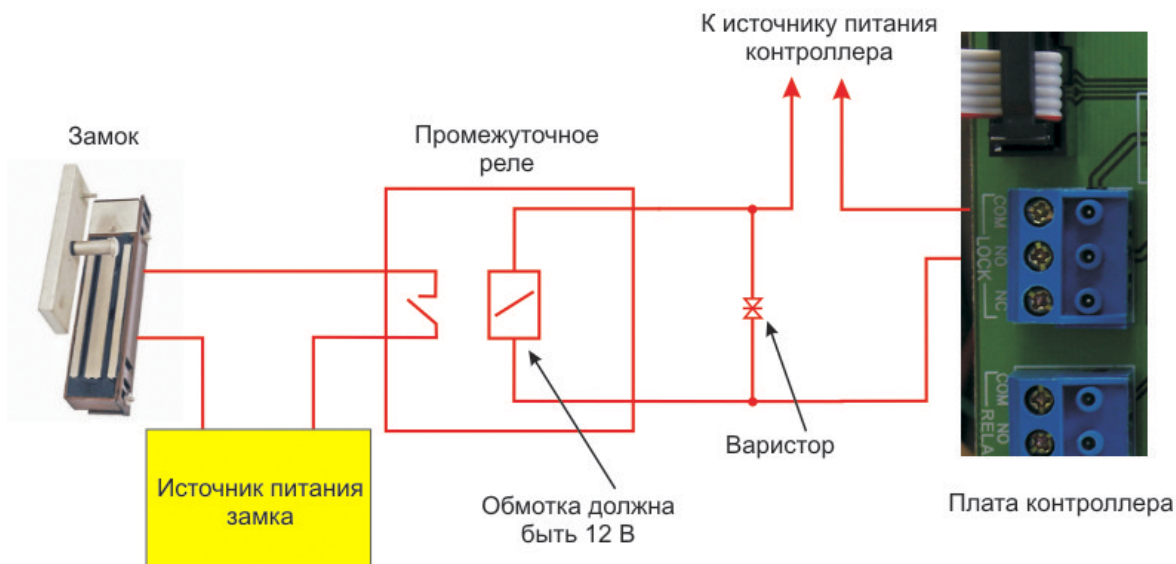 К источнику питания
контроллера
Замок
Промежуточное
реле
COM
NO
NC
LOCK
COM
NO
RELA
Варистор
Источник питания
замка
Обмотка должна
быть 12 В
Плата контроллера